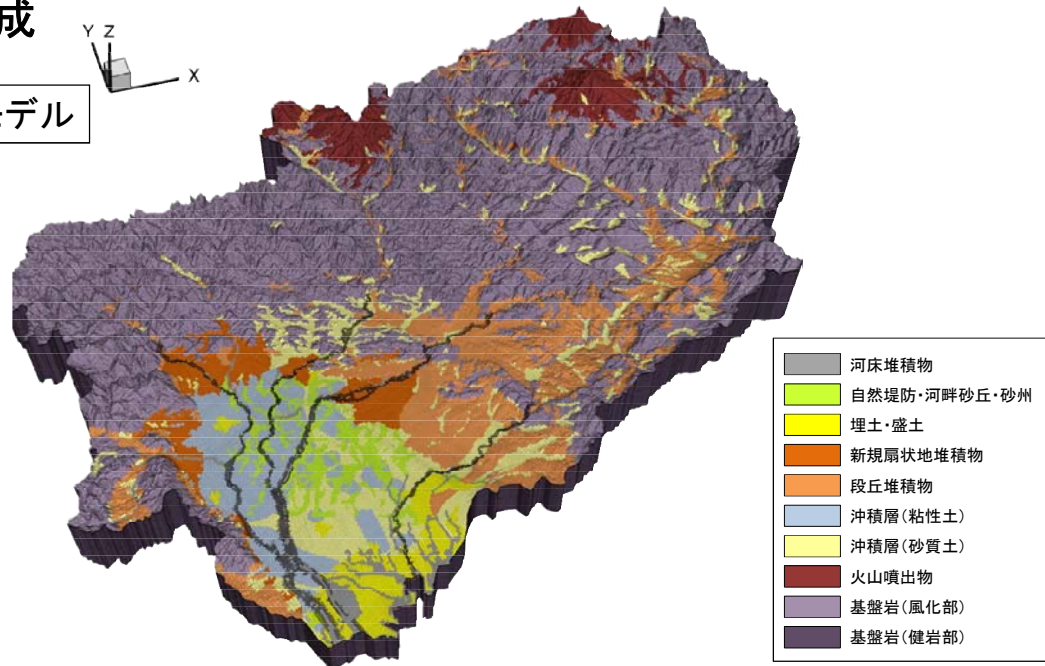 成
Y Z
X
モデル
河床堆積物
自然堤防・河畔砂丘・砂州
埋土・盛土
新規扇状地堆積物
段丘堆積物
沖積層(粘性土)
沖積層(砂質土)
火山噴出物
基盤岩(風化部)
基盤岩(健岩部)